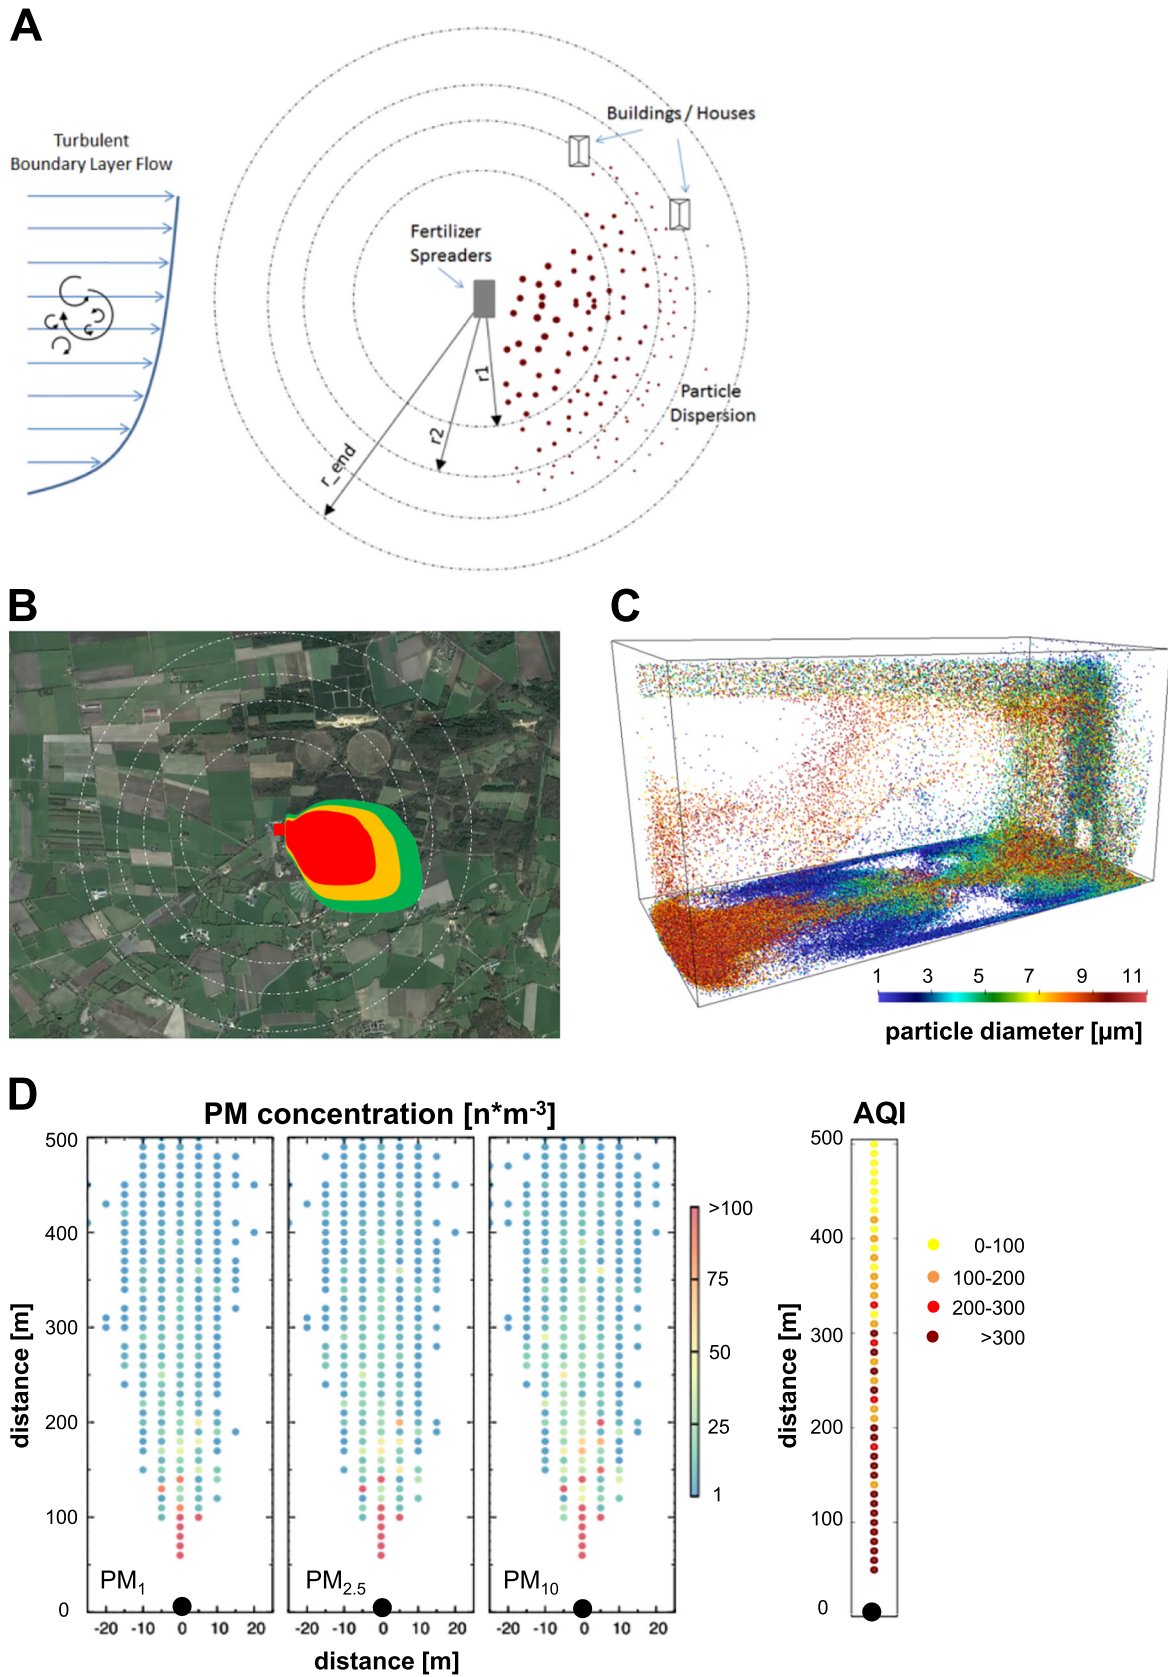 A
Turbulent
Boundary Layer Flow
Buildings / Houses
Fertilizer
Spreaders
r1
r2
r_end
Particle
Dispersion
B
C
1 3 5 7 9 11
particle diameter [µm]
D
PM concentration [n*m-3]
AQI
500
400
300
200
100
0
distance [m]
PM1
PM2.5
PM10
-20 -10 0 10 20
-20 -10 0 10 20
-20 -10 0 10 20
distance [m]
>100
75
50
25
1
500
400
300
200
100
0
distance [m]
0-100
100-200
200-300
>300